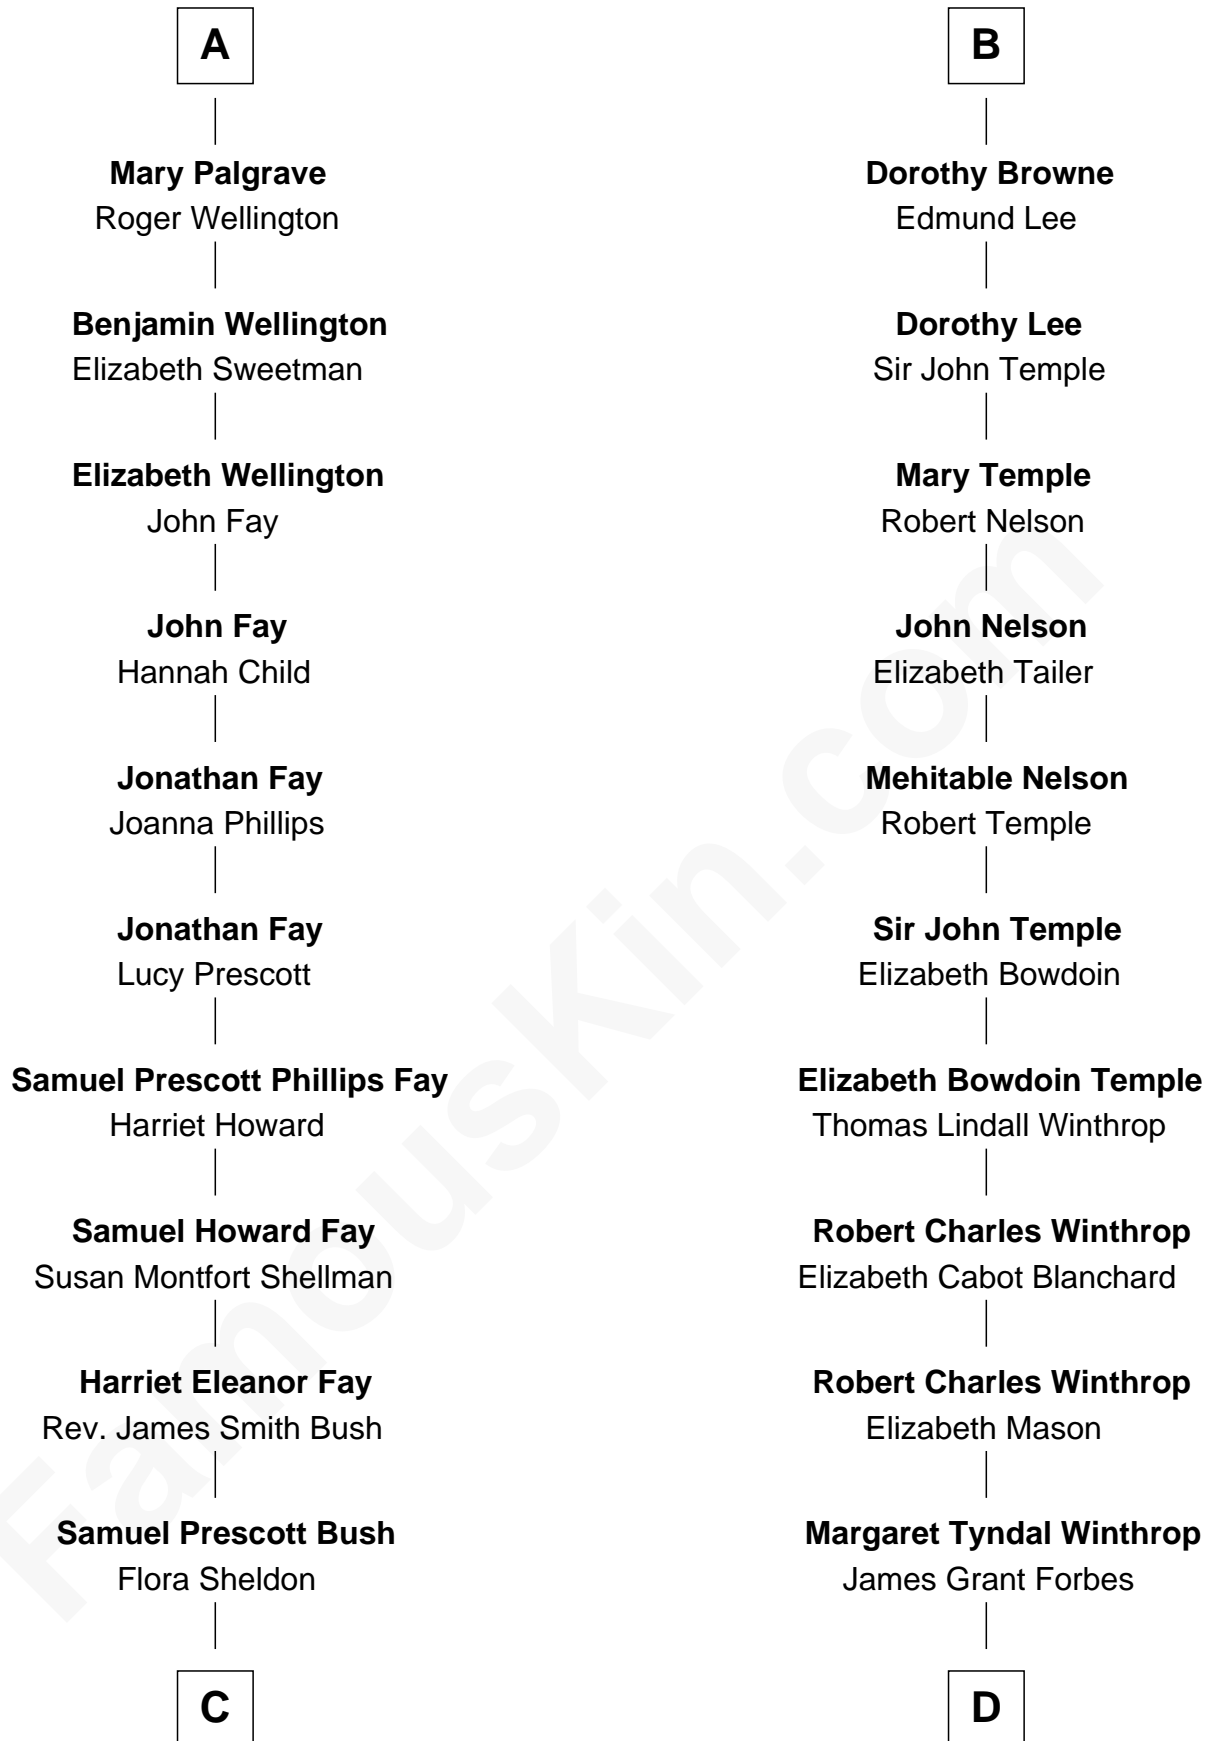 A
Mary Palgrave
Roger Wellington
Benjamin Wellington
Elizabeth Sweetman
Elizabeth Wellington
John Fay
John Fay
Hannah Child
Jonathan Fay
Joanna Phillips
Jonathan Fay
Lucy Prescott
Samuel Prescott Phillips Fay
Harriet Howard
Samuel Howard Fay
Susan Montfort Shellman
Harriet Eleanor Fay
Rev. James Smith Bush
Samuel Prescott Bush
Flora Sheldon
C
B
Dorothy Browne
Edmund Lee
Dorothy Lee
Sir John Temple
Mary Temple
Robert Nelson
John Nelson
Elizabeth Tailer
Mehitable Nelson
Robert Temple
Sir John Temple
Elizabeth Bowdoin
Elizabeth Bowdoin Temple
Thomas Lindall Winthrop
Robert Charles Winthrop
Elizabeth Cabot Blanchard
Robert Charles Winthrop
Elizabeth Mason
Margaret Tyndal Winthrop
James Grant Forbes
D
FamousKin.com